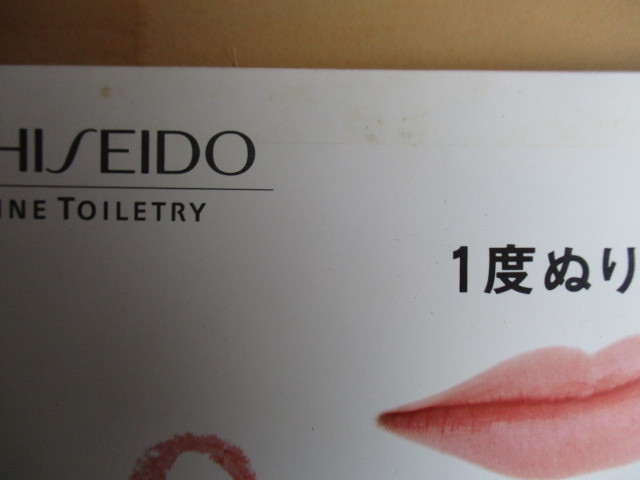 HISEIDO
INE TOILETRY
1度ぬり